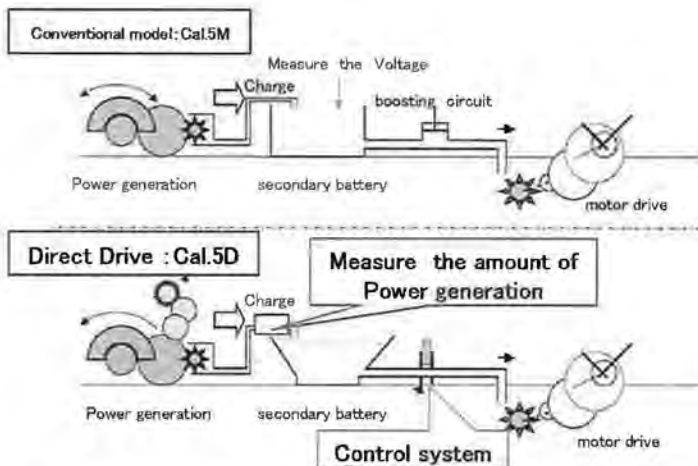 Conventional model:Cal.5M
Measure the Voltage
Charge
boosting circuit
Power generation
secondary battery
motor drive
Direct Drive :Cal.5D
Measure the amount of
Power generation
Charge
Power generation
secondary battery
motor drive
Control system